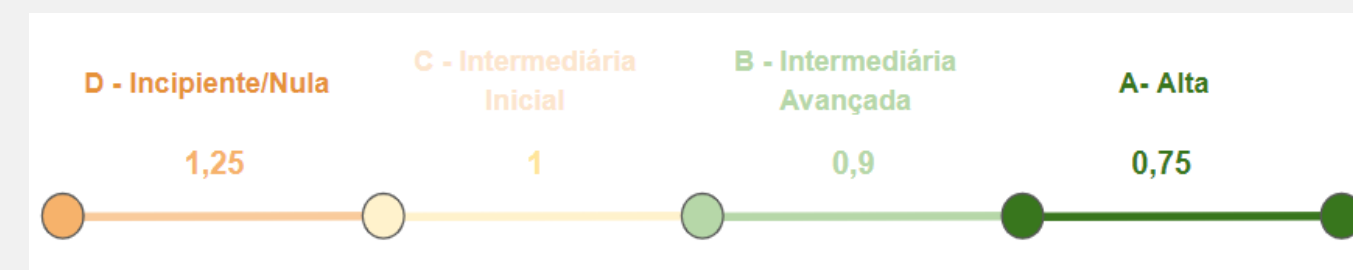 D - Incipiente/Nula
C - Intermediária
Inicial
B - Intermediária
Avançada
A- Alta
1,25
1
0,9
0,75